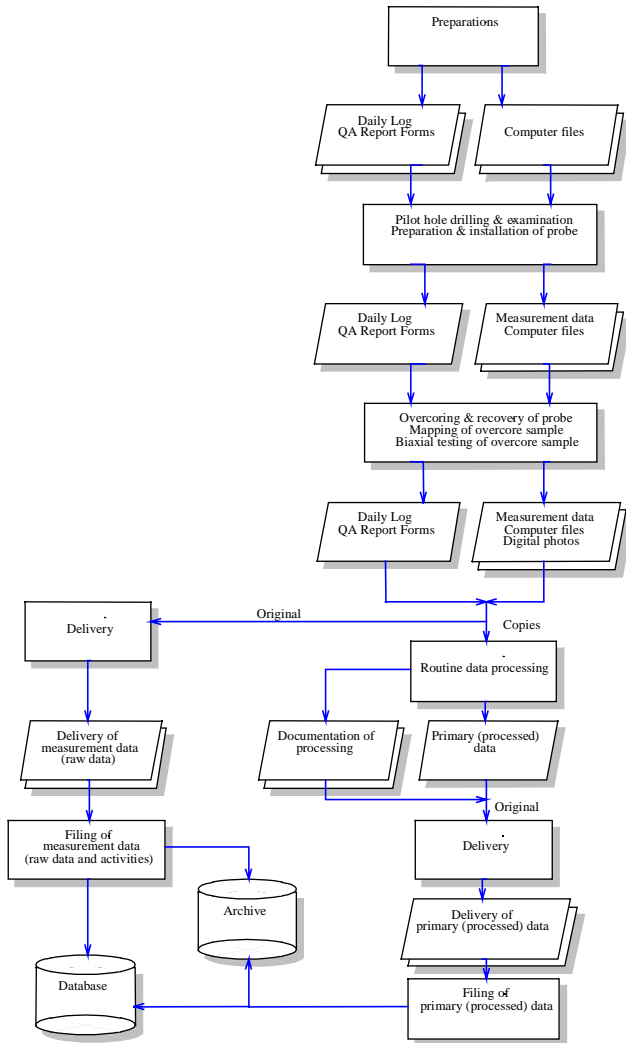 Preparations
Daily Log
QA Report Forms
Computer files
Pilot hole drilling & examination
Preparation & installation of probe
Daily Log
QA Report Forms
Measurement data
Computer files
Overcoring & recovery of probe
Mapping of overcore sample
Biaxial testing of overcore sample
Daily Log
QA Report Forms
Measurement data
Computer files
Digital photos
Original
Copies
Delivery
Routine data processing
Delivery of
measurement data
(raw data)
Documentation of
processing
Primary (processed)
data
Original
Filing of
measurement data
(raw data and activities)
Delivery
Archive
Delivery of
primary (processed) data
Database
Filing of
primary (processed) data